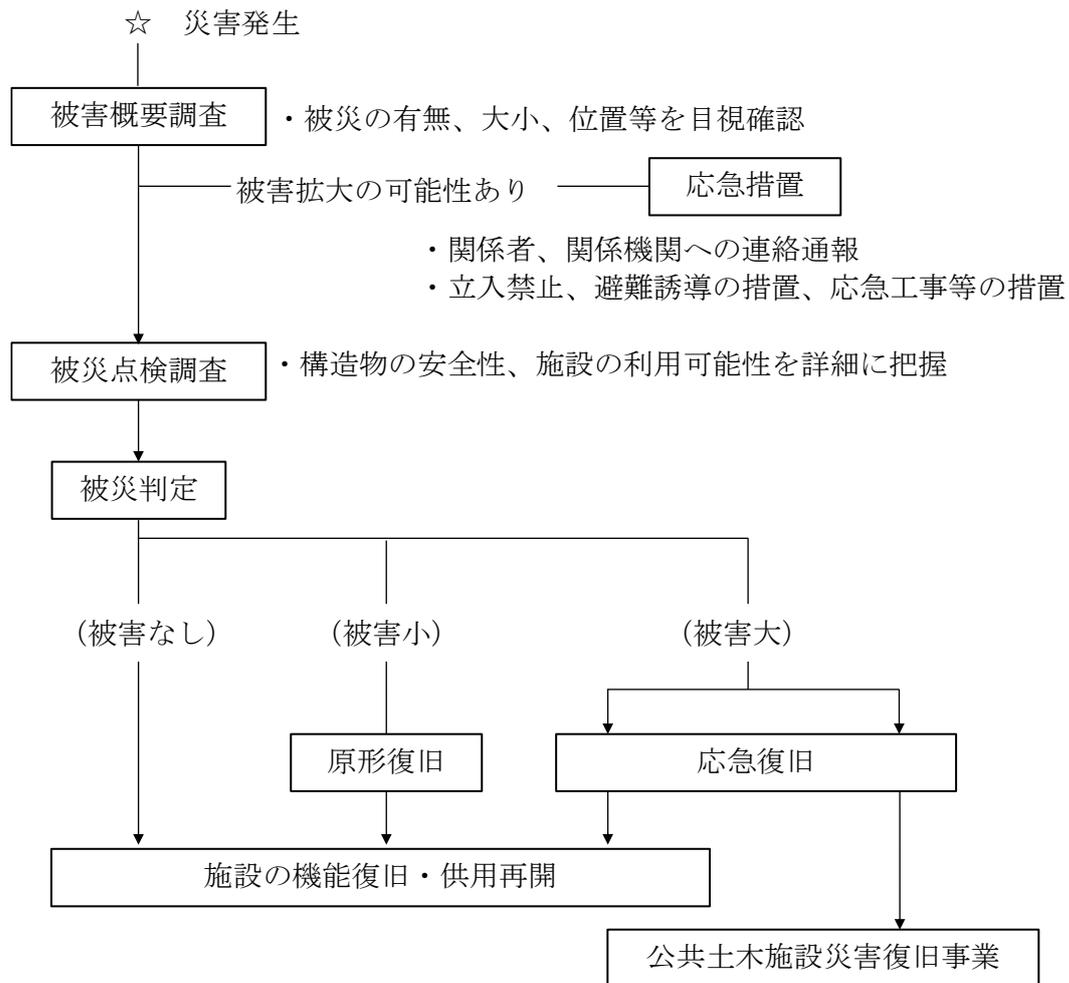 ☆　災害発生
被害概要調査
・被災の有無、大小、位置等を目視確認
被害拡大の可能性あり
応急措置
・関係者、関係機関への連絡通報
・立入禁止、避難誘導の措置、応急工事等の措置
被災点検調査
・構造物の安全性、施設の利用可能性を詳細に把握
被災判定
（被害なし）
（被害小）
（被害大）
原形復旧
応急復旧
施設の機能復旧・供用再開
公共土木施設災害復旧事業